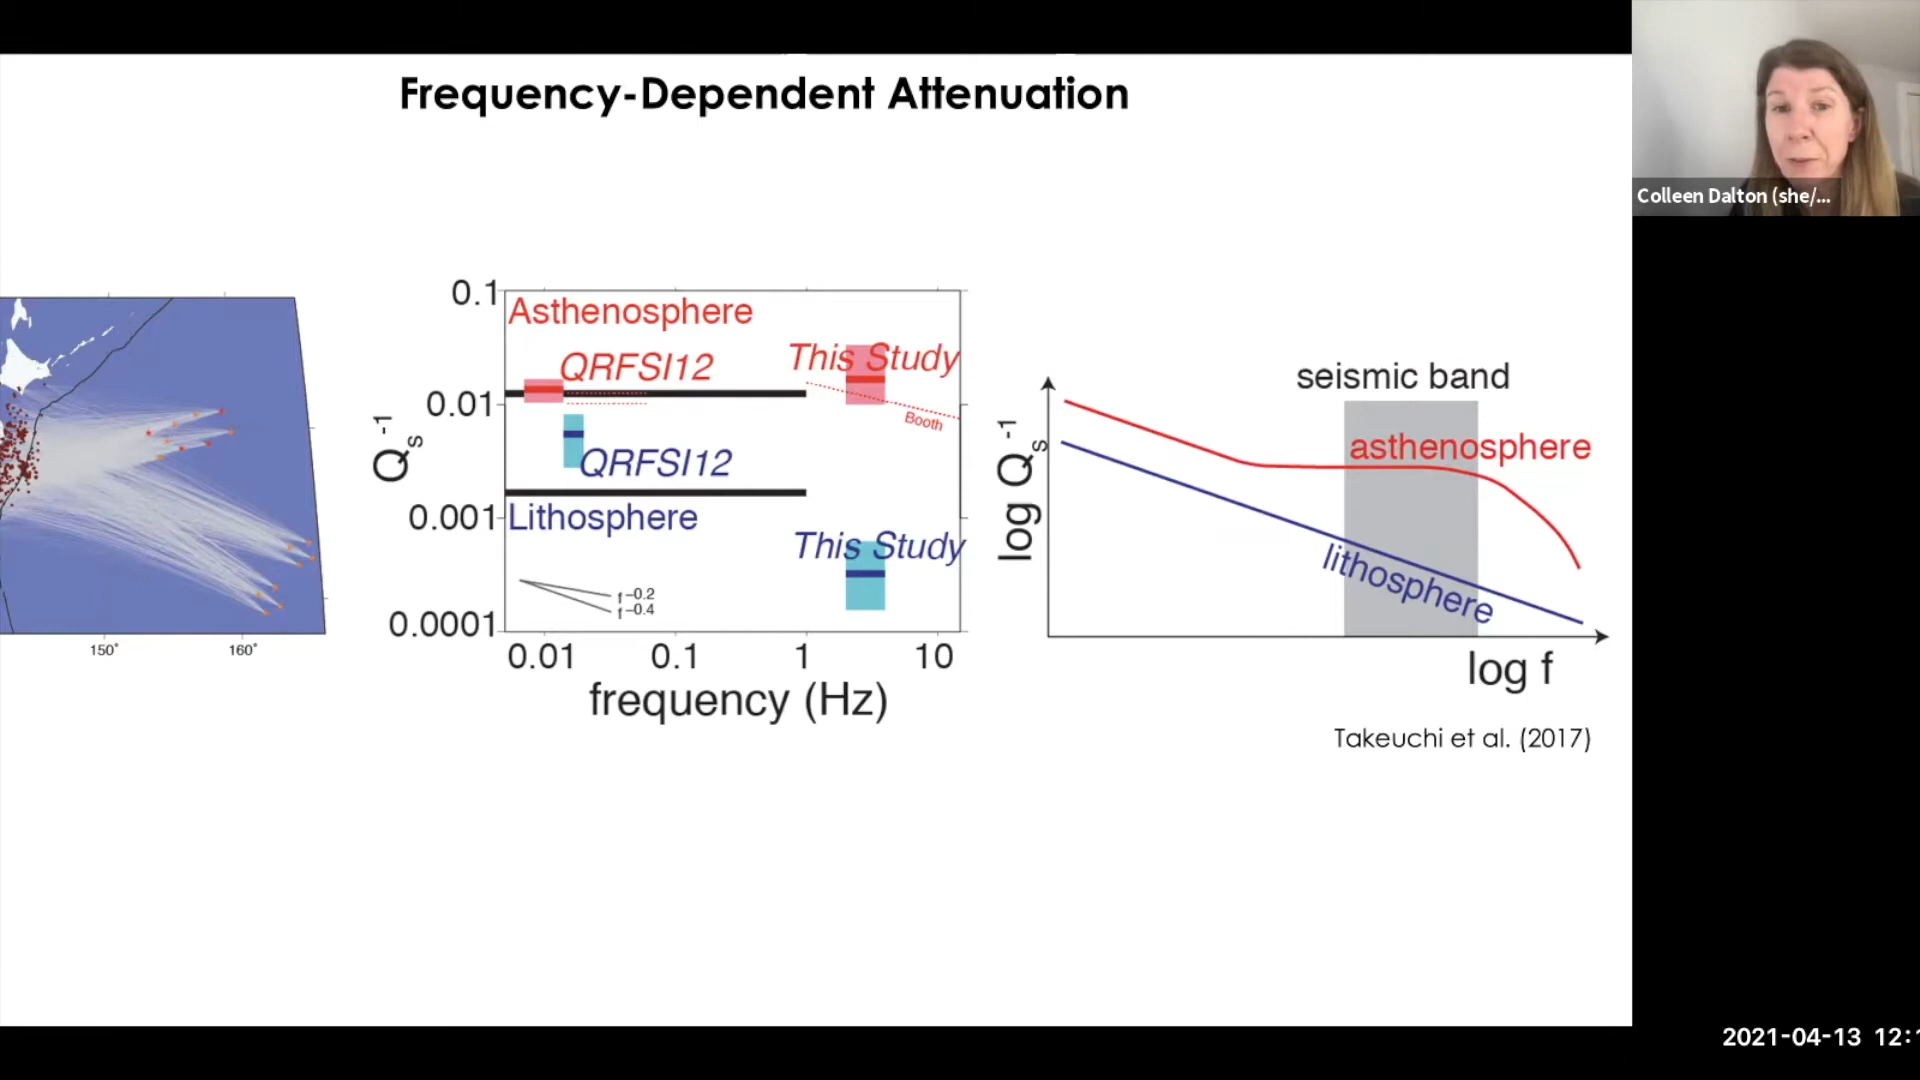 Frequency-Dependent Attenuation
Colleen Dalton (she/...
150°
160°
0.1
0.01
0.001
0.0001
Qs-1
Asthenosphere
QRFSI12
This Study
Booth
QRFSI12
Lithosphere
This Study
f-0.2
f-0.4
0.01
0.1
1
10
frequency (Hz)
seismic band
asthenosphere
log Qs-1
lithosphere
log f
Takeuchi et al. (2017)
2021-04-13 12: